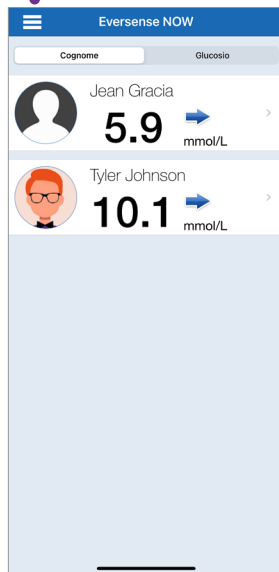 Eversense NOW
Cognome Glucosio
Jean Gracia
5.9 mmol/L
Tyler Johnson
10.1 mmol/L